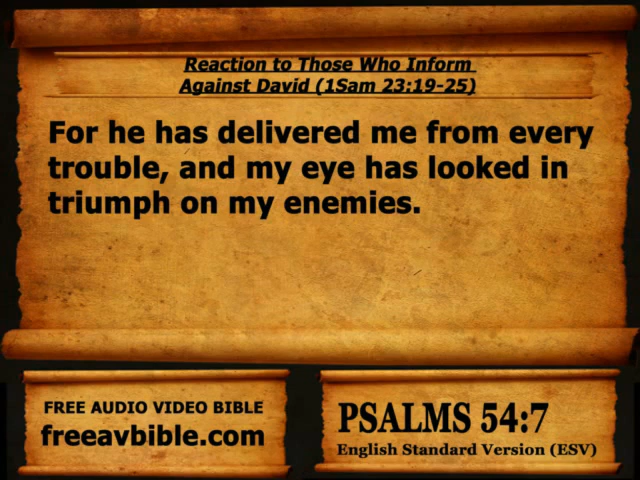 Reaction to Those Who Inform
Against David (1Sam 23:19-25)
For he has delivered me from every
trouble, and my eye has looked in
triumph on my enemies.
FREE AUDIO VIDEO BIBLE
freeavbible.com
PSALMS 54:7
English Standard Version (ESV)